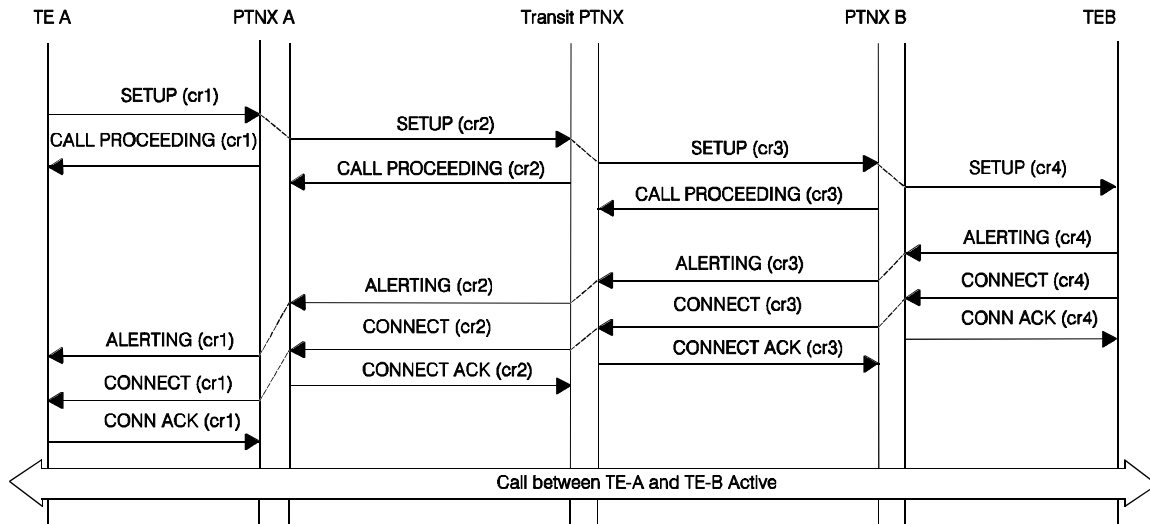 TE A
PTNX A
Transit PTNX
PTNX B
TEB
SETUP (cr1)
SETUP (cr2)
CALL PROCEEDING (cr1)
SETUP (cr3)
CALL PROCEEDING (cr2)
SETUP (cr4)
CALL PROCEEDING (cr3)
ALERTING (cr4)
ALERTING (cr3)
CONNECT (cr4)
ALERTING (cr2)
CONNECT (cr3)
CONN ACK (cr4)
CONNECT (cr2)
ALERTING (cr1)
CONNECT ACK (cr3)
CONNECT ACK (cr2)
CONNECT (cr1)
CONN ACK (cr1)
Call between TE-A and TE-B Active